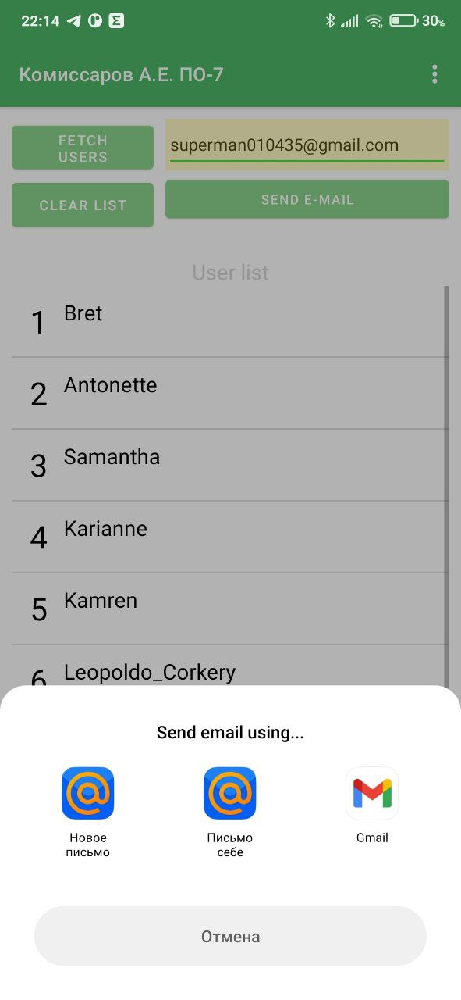 22:14
30%
Комиссаров А.Е. ПО-7
FETCH
USERS
superman010435@gmail.com
CLEAR LIST
SEND E-MAIL
User list
1 Bret
2 Antonette
3 Samantha
4 Karianne
5 Kamren
6 Leopoldo_Corkery
Send email using...
Новое
письмо
Письмо
себе
Gmail
Отмена